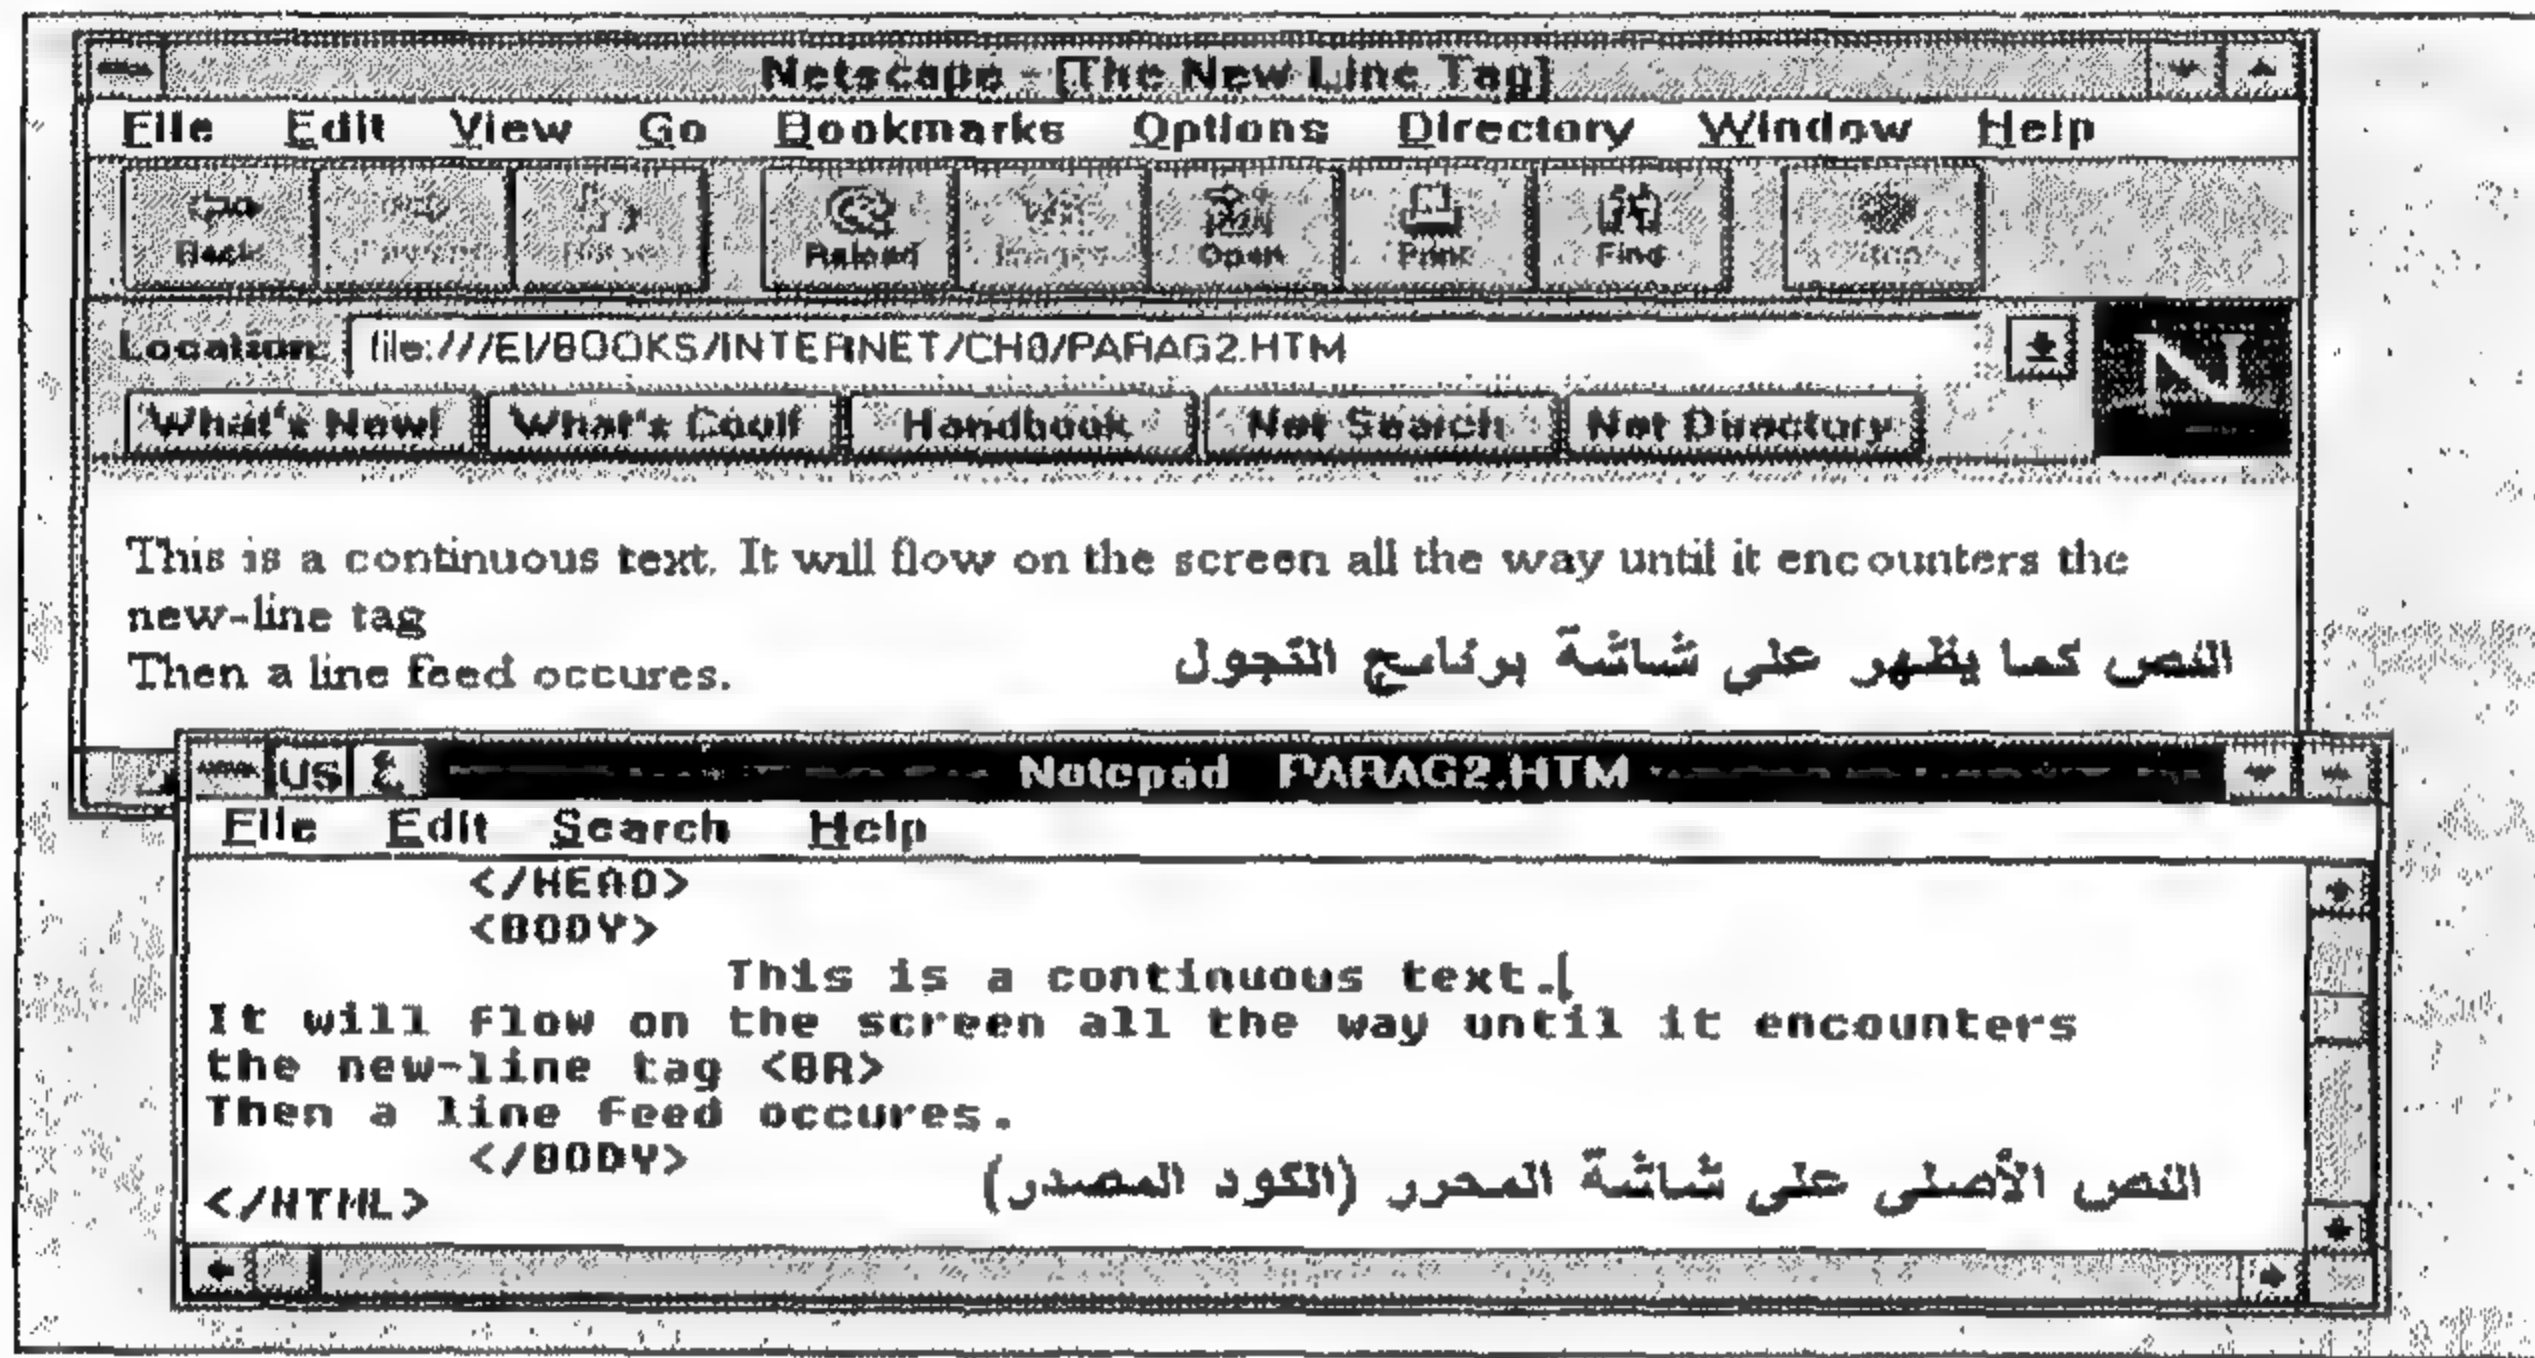 Netscape - [The New Line Tag]
File Edit View Go Bookmarks Options Directory Window Help
Back Reload Images Open Print Find Stop
Location: file:///E|/BOOKS/INTERNET/CH8/PARAG2.HTM
What's New! What's Cool! Handbook Net Search Net Directory
This is a continuous text. It will flow on the screen all the way until it encounters the
new-line tag
Then a line feed occures.
النص كما يظهر على شاشة برنامج التجول
US ع Notepad PARAG2.HTM
File Edit Search Help
</HEAD>
<BODY>
This is a continuous text.
It will flow on the screen all the way until it encounters
the new-line tag <BR>
Then a line feed occures.
</BODY>
النص الأصلى على شاشة المحرر (الكود المصدر)
</HTML>